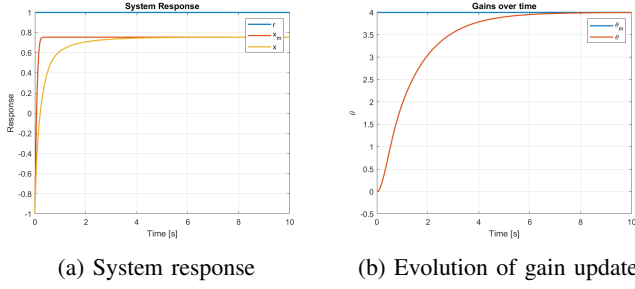 System Response
r
x_m
x
Response
1
0.8
0.6
0.4
0.2
0
-0.2
-0.4
-0.6
-0.8
-1
0 2 4 6 8 10
Time [s]
(a) System response
Gains over time
θ_m
θ
θ
4
3.5
3
2.5
2
1.5
1
0.5
0
-0.5
0 2 4 6 8 10
Time [s]
(b) Evolution of gain update